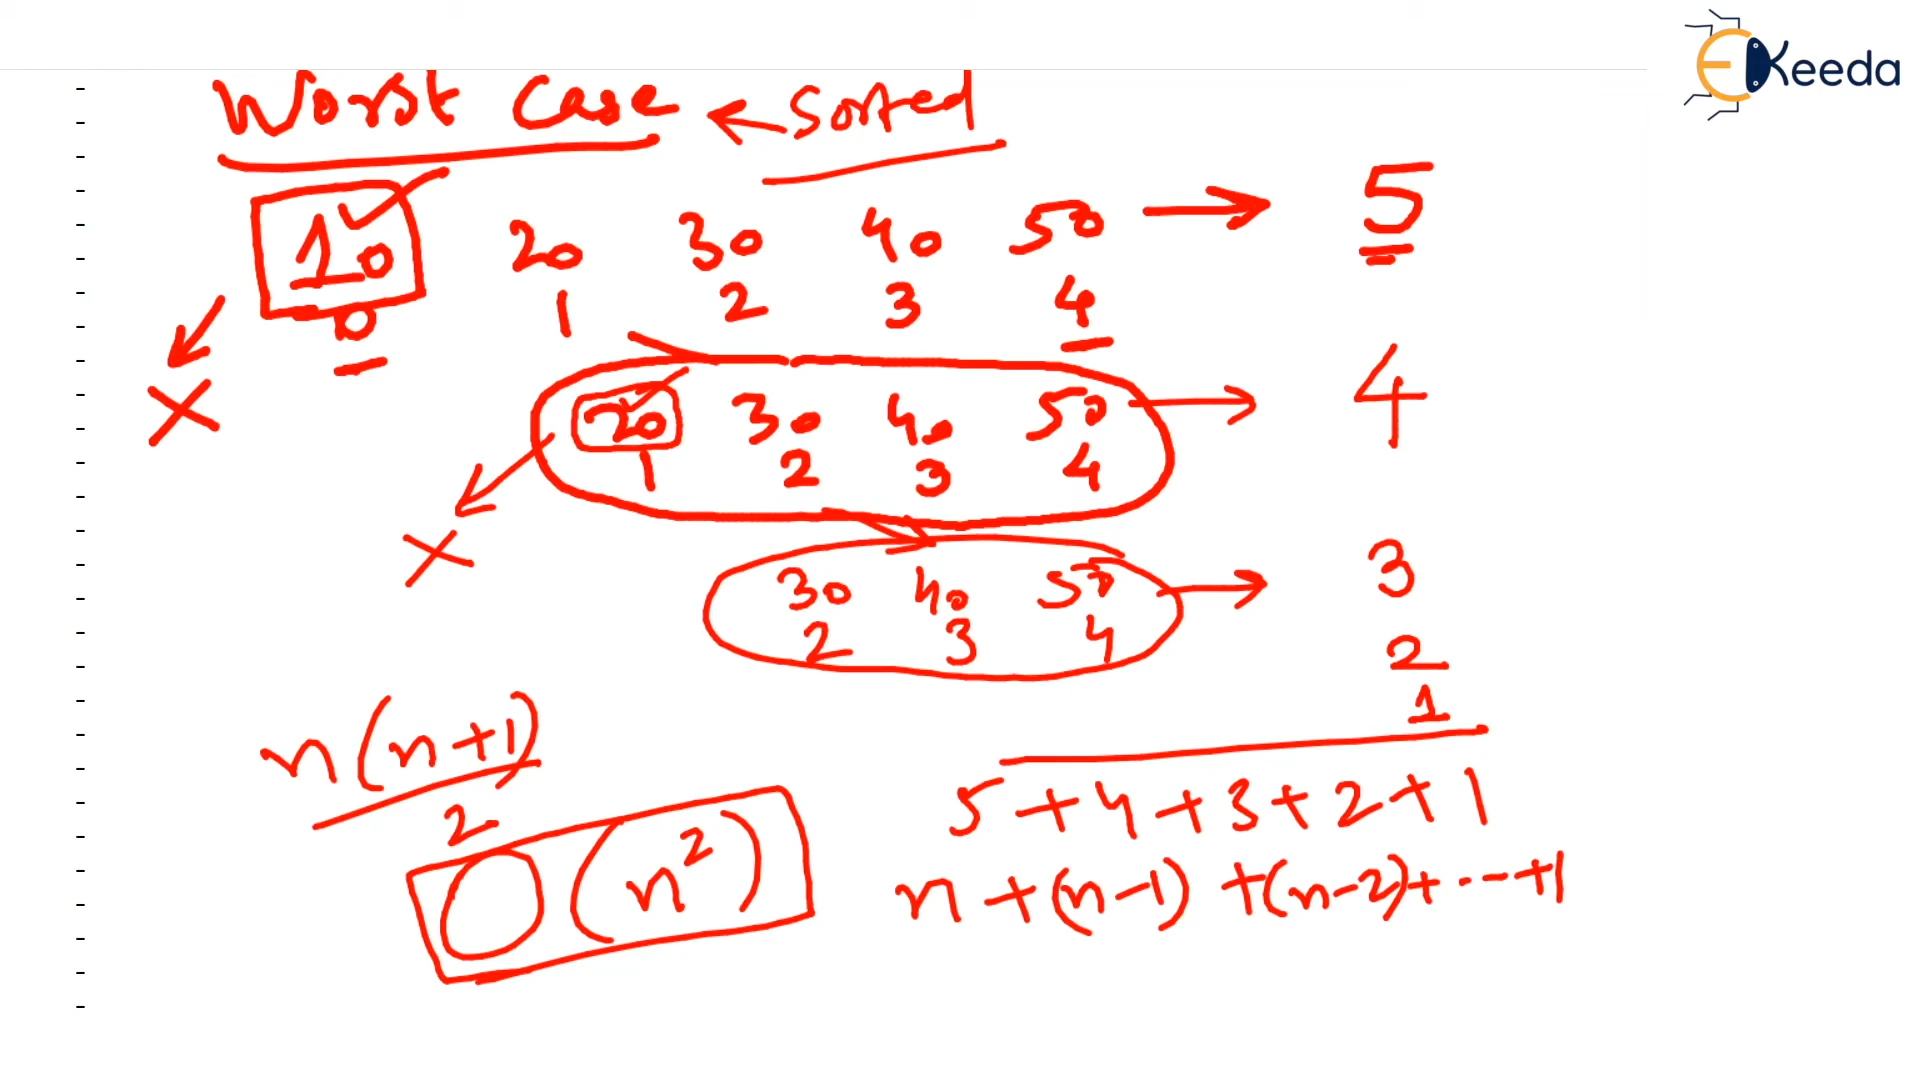 EKeeda
Worst Case ← Sorted
10 20 30 40 50 → 5
0 1 2 3 4
20 30 40 50 → 4
1 2 3 4
30 40 50 → 3
2 3 4
2
1
n(n+1)
2
5+4+3+2+1
O(n²)
n+(n-1)+(n-2)+...+1